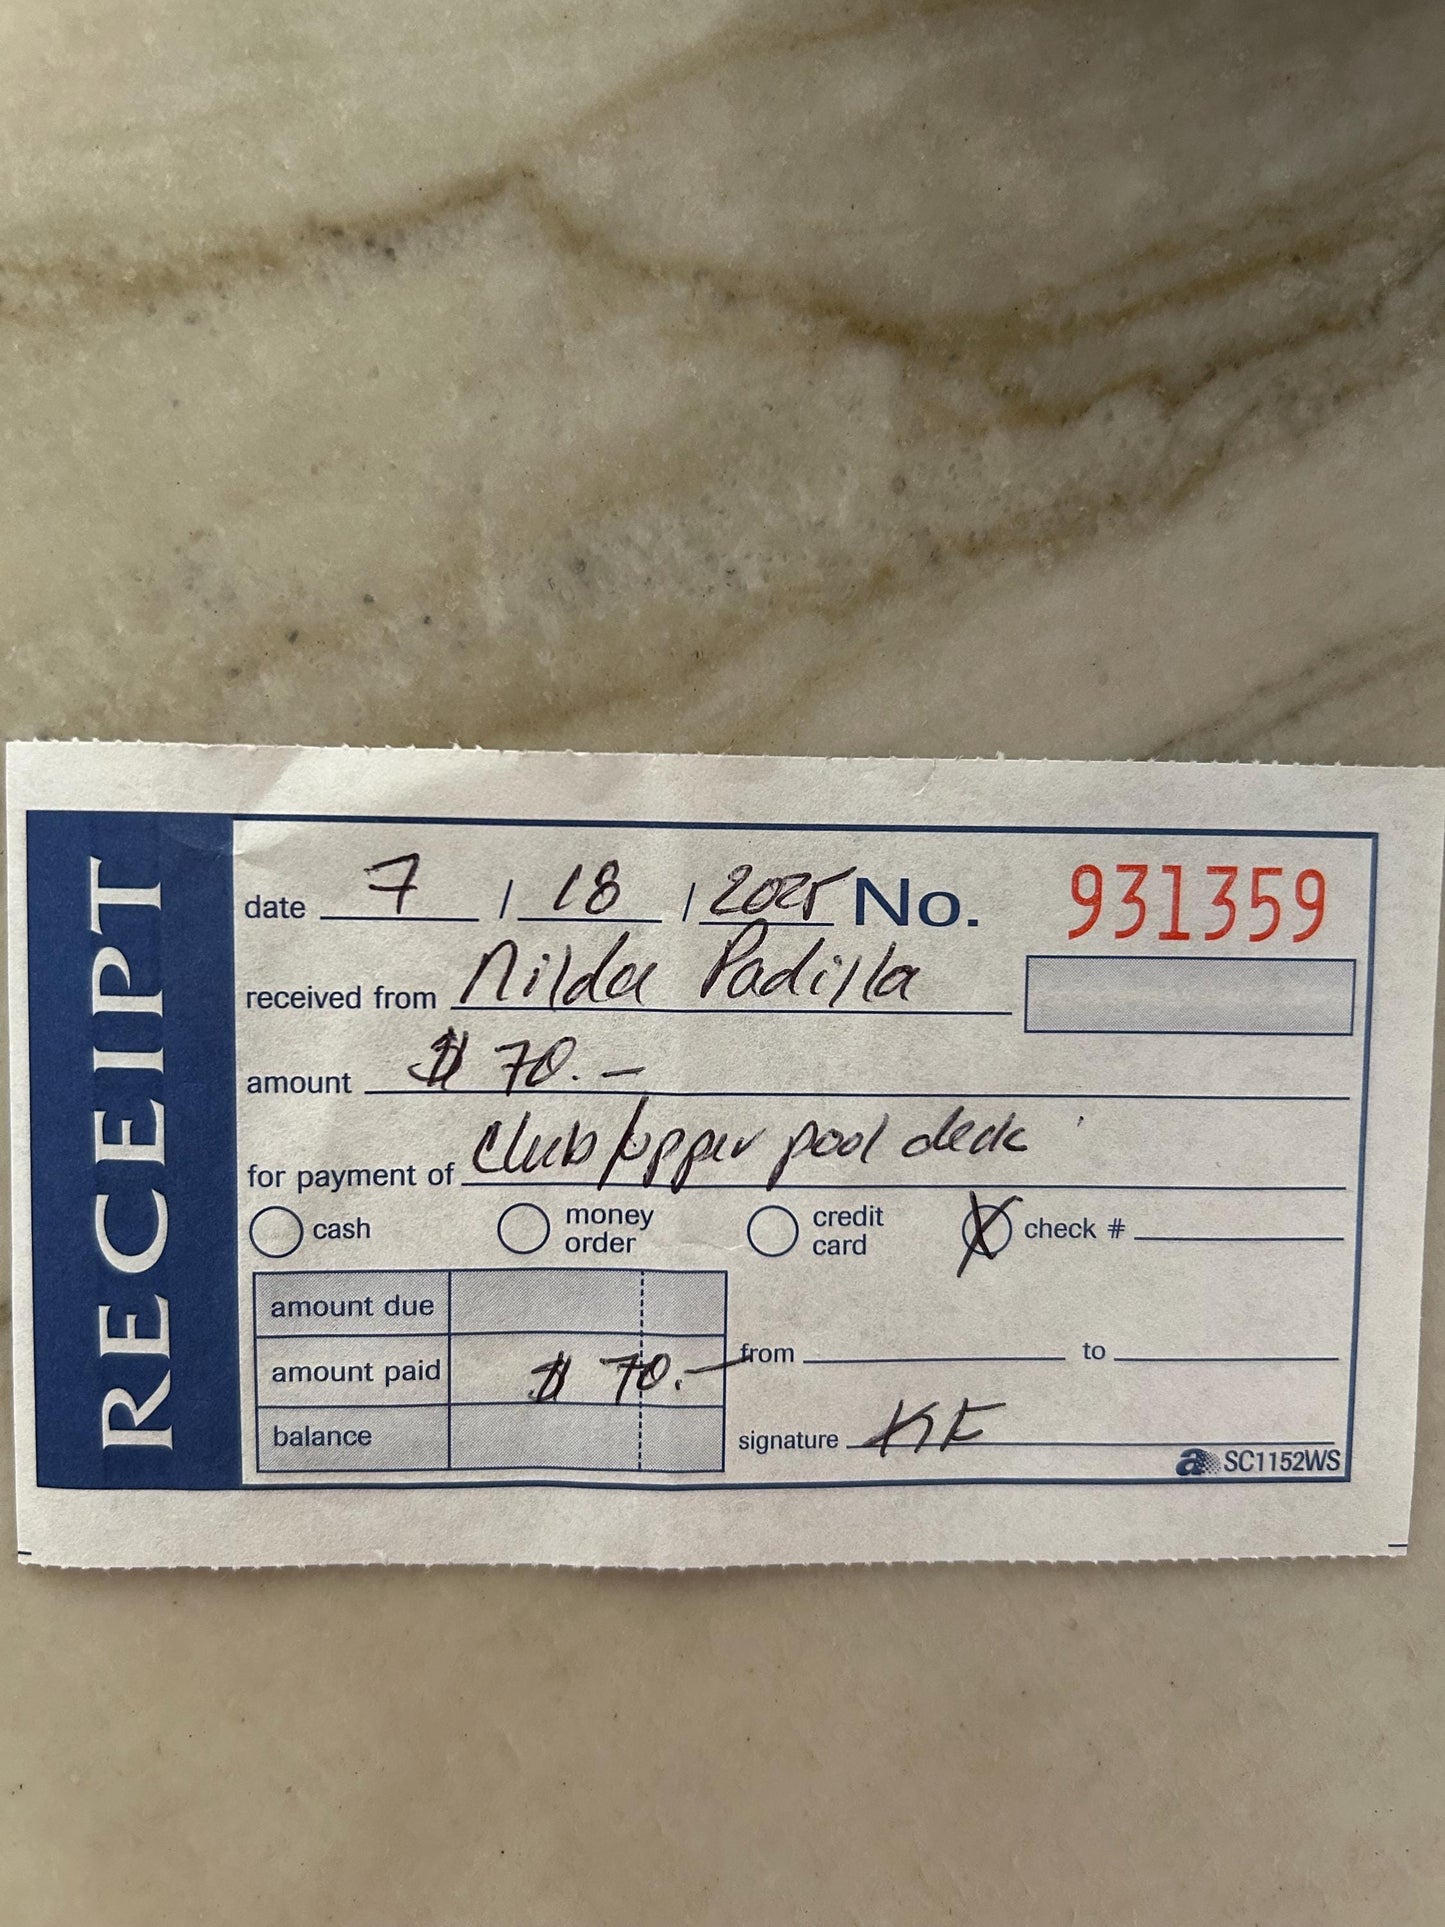 RECEIPT
date 7 / 18 / 2025 No. 931359
received from Nilda Padilla
amount $ 70.-
for payment of Club/upper pool deck
cash money order credit card X check #
amount due
amount paid $ 70.- from to
balance
signature KE
a SC1152WS